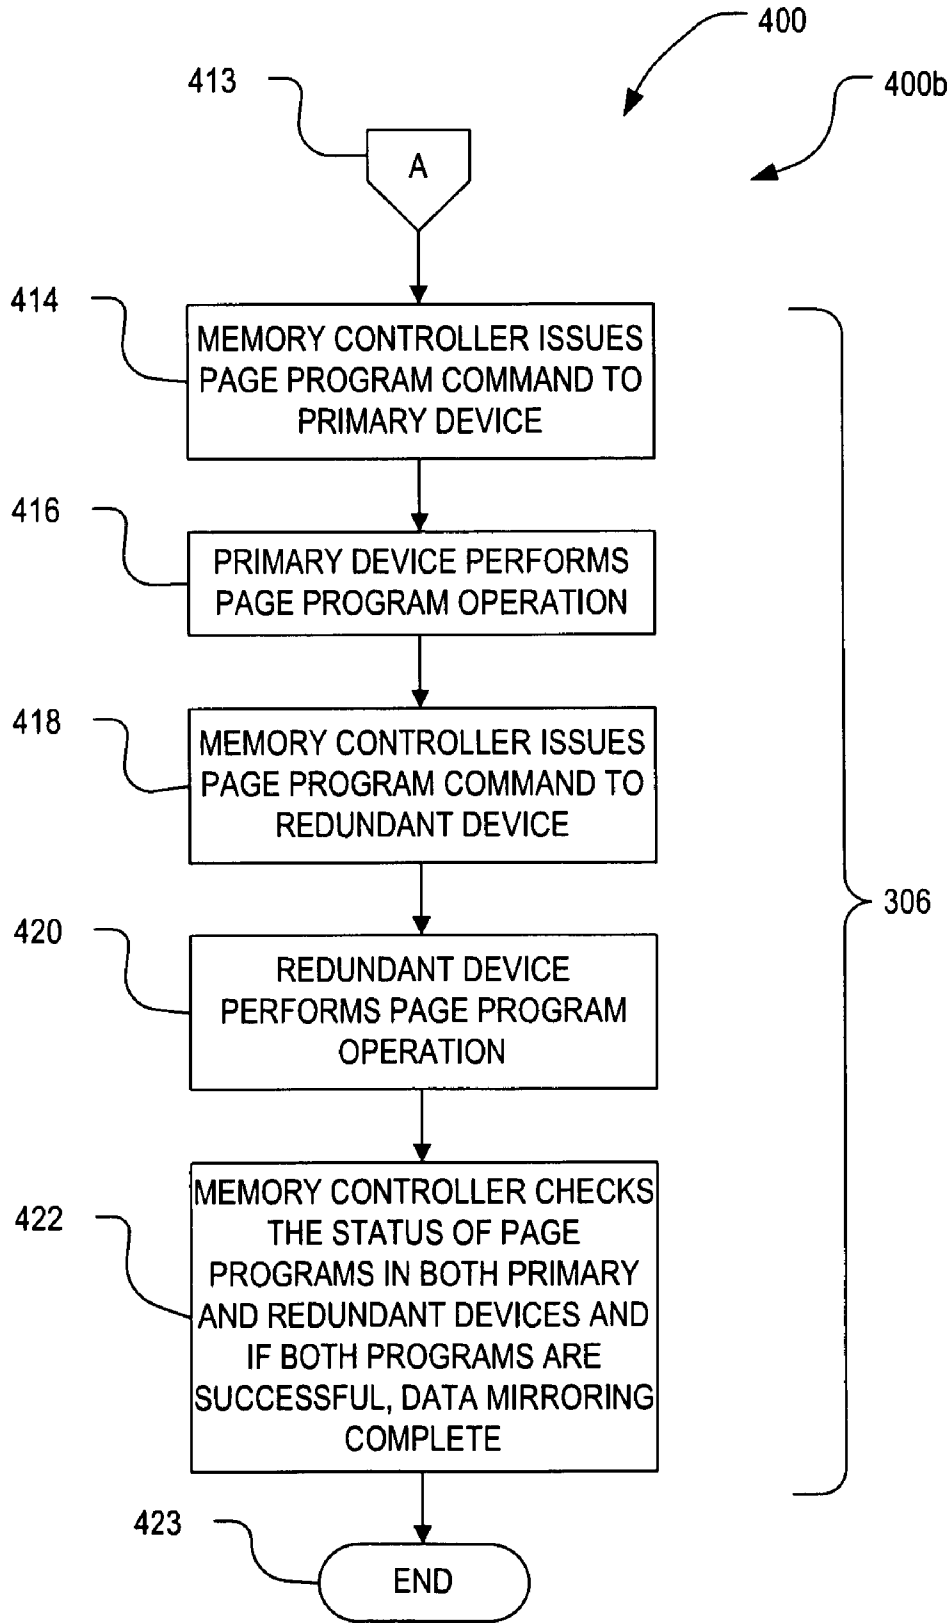 400
400b
413
A
414
MEMORY CONTROLLER ISSUES
PAGE PROGRAM COMMAND TO
PRIMARY DEVICE
416
PRIMARY DEVICE PERFORMS
PAGE PROGRAM OPERATION
418
MEMORY CONTROLLER ISSUES
PAGE PROGRAM COMMAND TO
REDUNDANT DEVICE
306
420
REDUNDANT DEVICE
PERFORMS PAGE PROGRAM
OPERATION
422
MEMORY CONTROLLER CHECKS
THE STATUS OF PAGE
PROGRAMS IN BOTH PRIMARY
AND REDUNDANT DEVICES AND
IF BOTH PROGRAMS ARE
SUCCESSFUL, DATA MIRRORING
COMPLETE
423
END